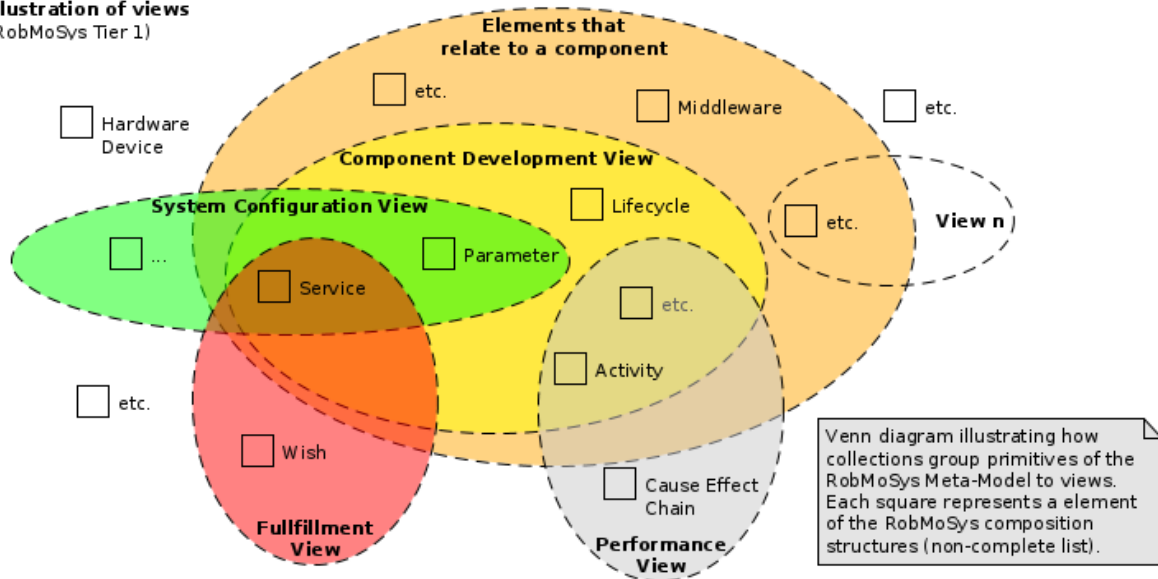 lustration of views
RobMoSys Tier 1)
Elements that
relate to a component
etc.
Middleware
etc.
Hardware
Device
Component Development View
System Configuration View
Lifecycle
etc.
View n
...
Parameter
Service
etc.
Activity
etc.
Wish
Cause Effect
Chain
Fullfillment
View
Performance
View
Venn diagram illustrating how
collections group primitives of the
RobMoSys Meta-Model to views.
Each square represents a element
of the RobMoSys composition
structures (non-complete list).